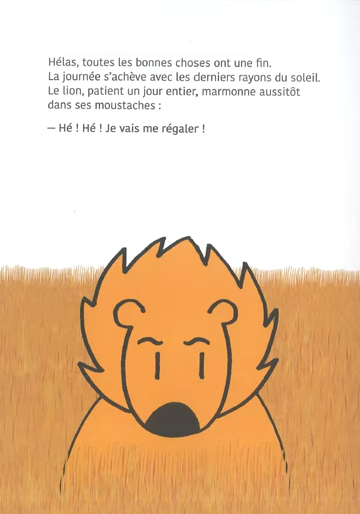 Hélas, toutes les bonnes choses ont une fin.
La journée s'achève avec les derniers rayons du soleil.
Le lion, patient un jour entier, marmonne aussitôt
dans ses moustaches :
— Hé ! Hé ! Je vais me régaler !